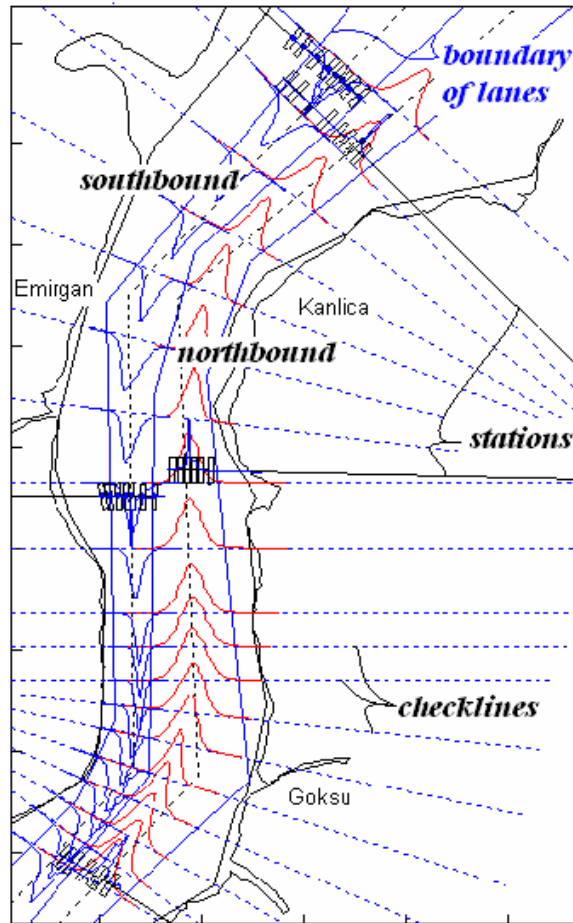 boundary
of lanes
southbound
Emirgan
Kanlica
northbound
stations
checklines
Goksu